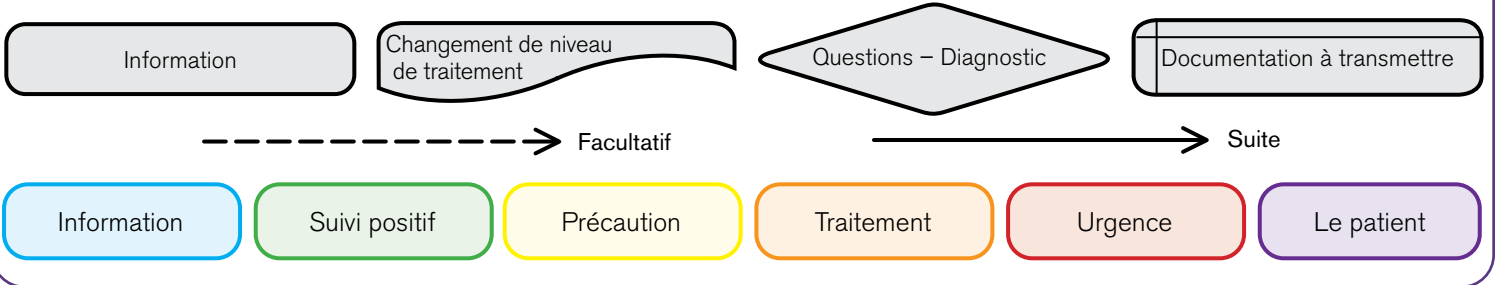 Information
Changement de niveau
de traitement
Questions – Diagnostic
Documentation à transmettre
Facultatif
Suite
Information
Suivi positif
Précaution
Traitement
Urgence
Le patient